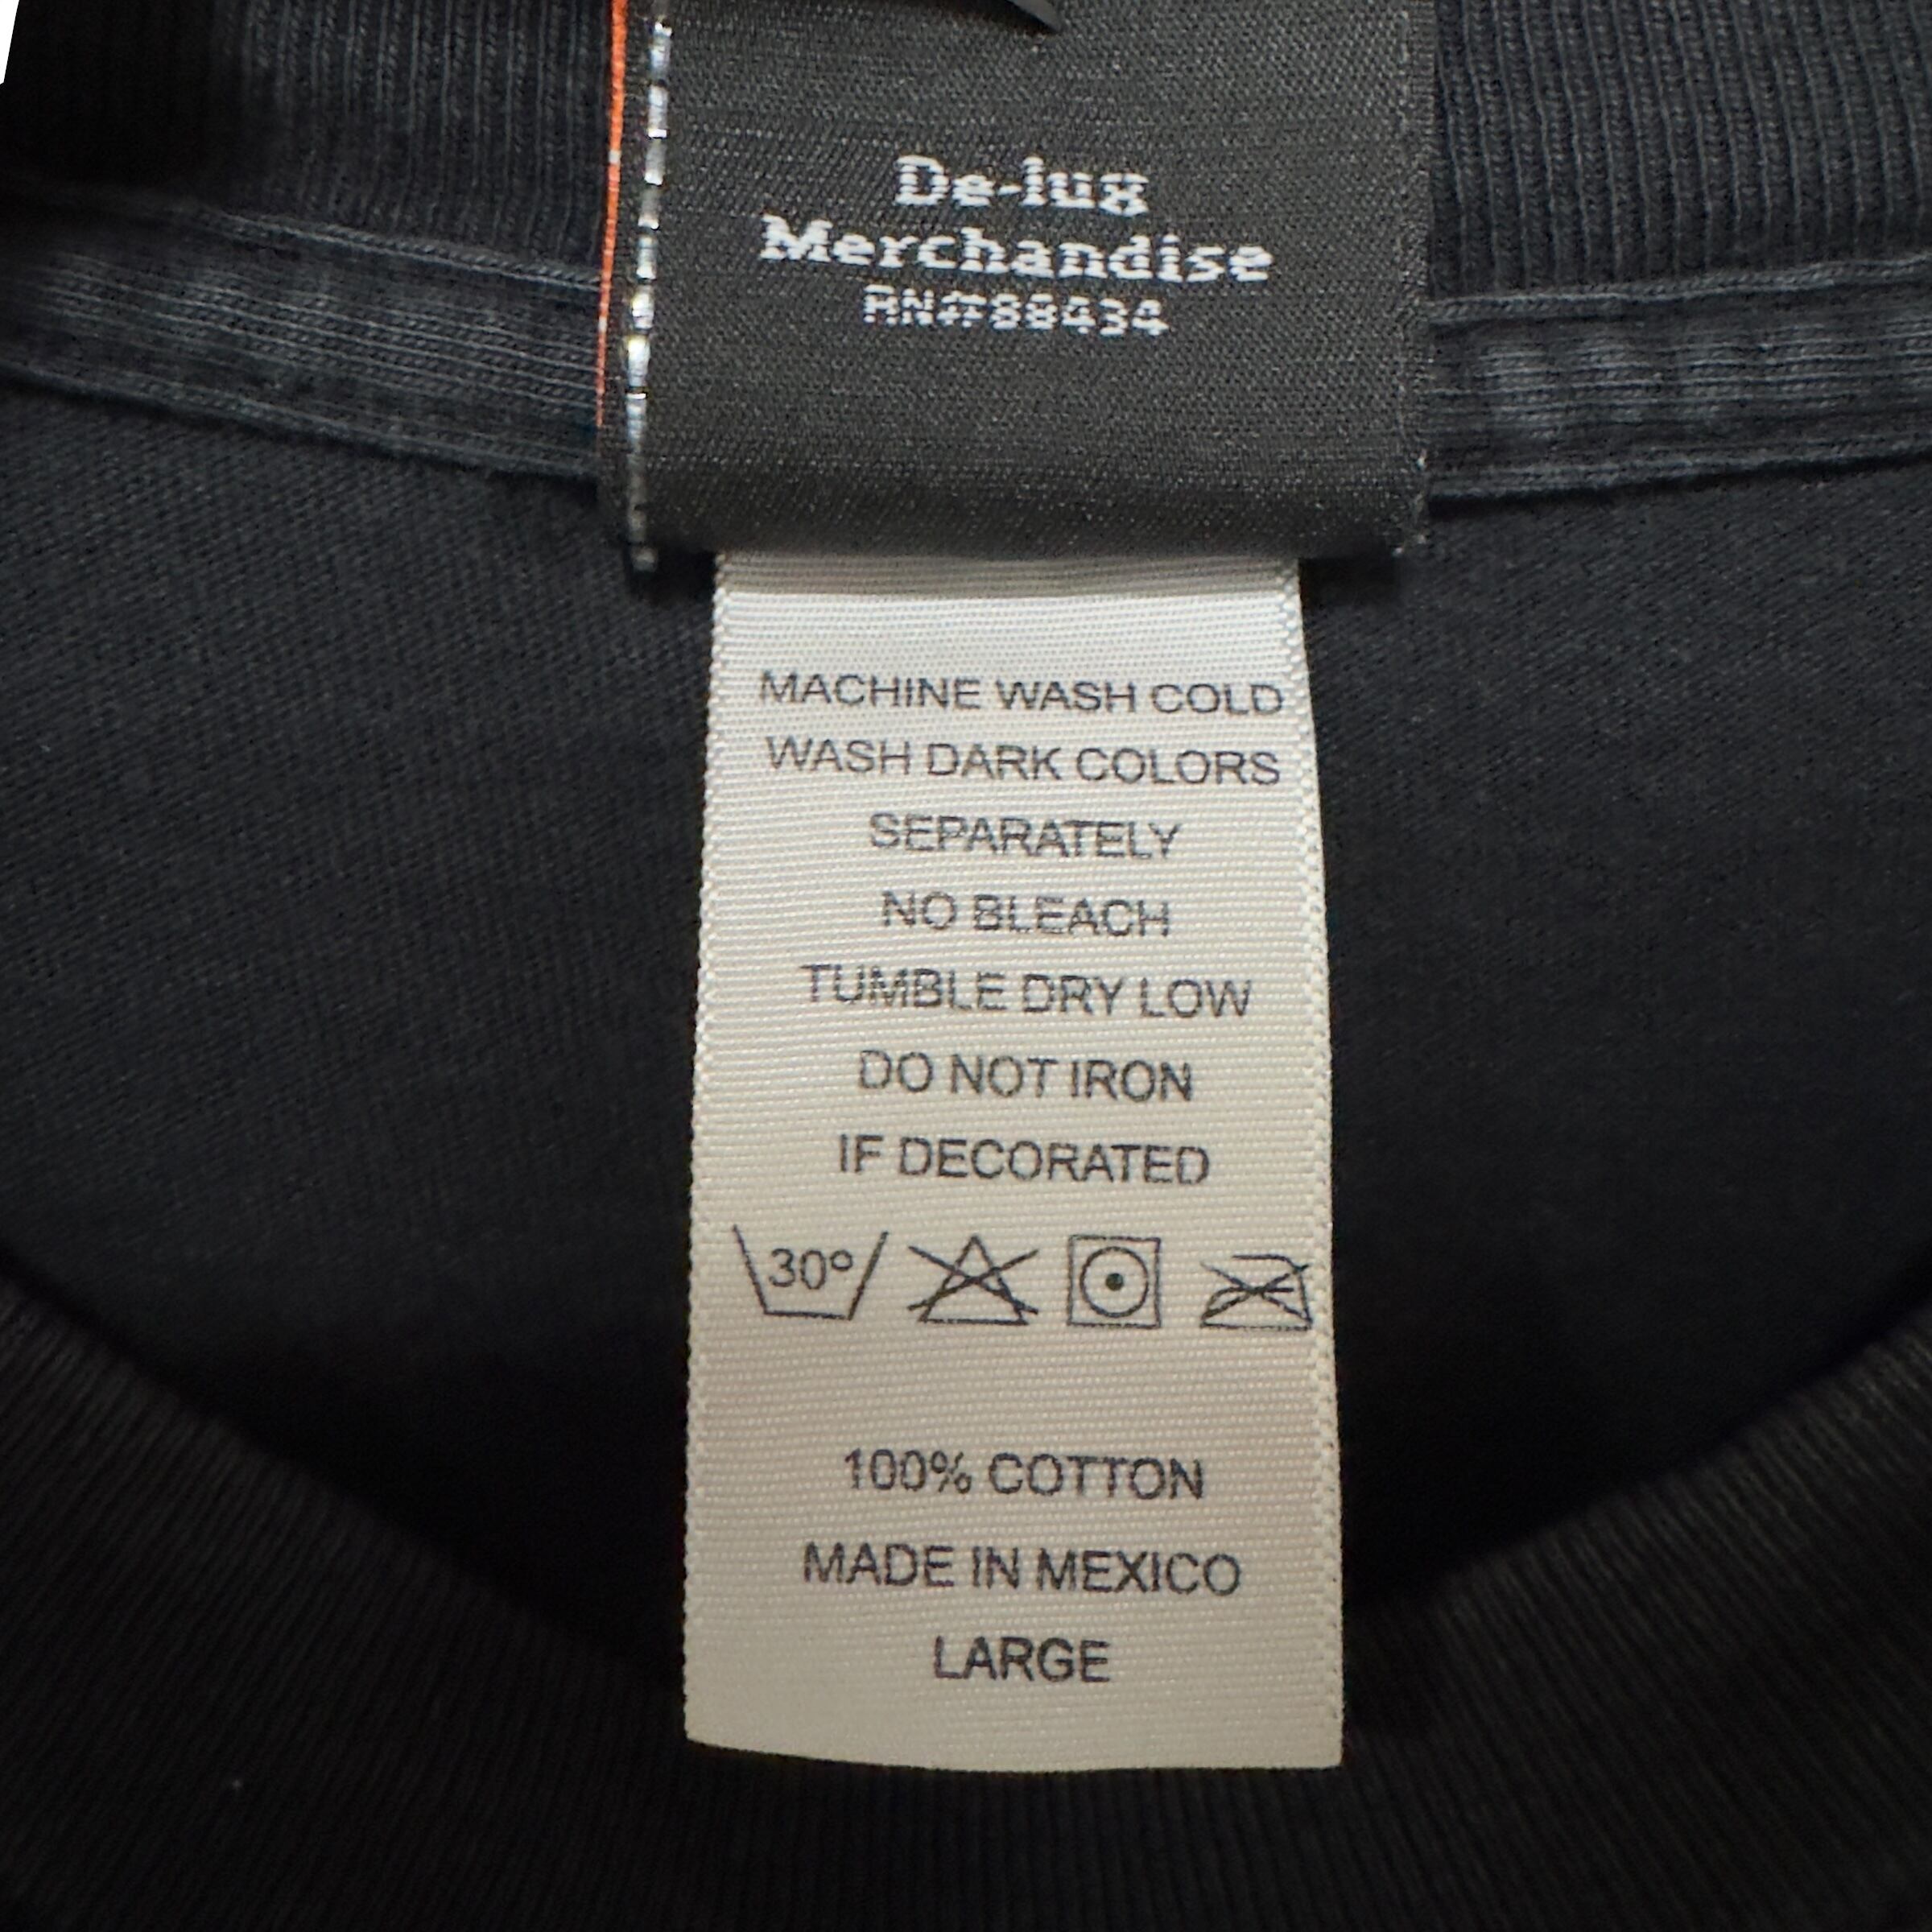 De-lug
Merchandise
RN#88434
MACHINE WASH COLD
WASH DARK COLORS
SEPARATELY
NO BLEACH
TUMBLE DRY LOW
DO NOT IRON
IF DECORATED
30°
100% COTTON
MADE IN MEXICO
LARGE